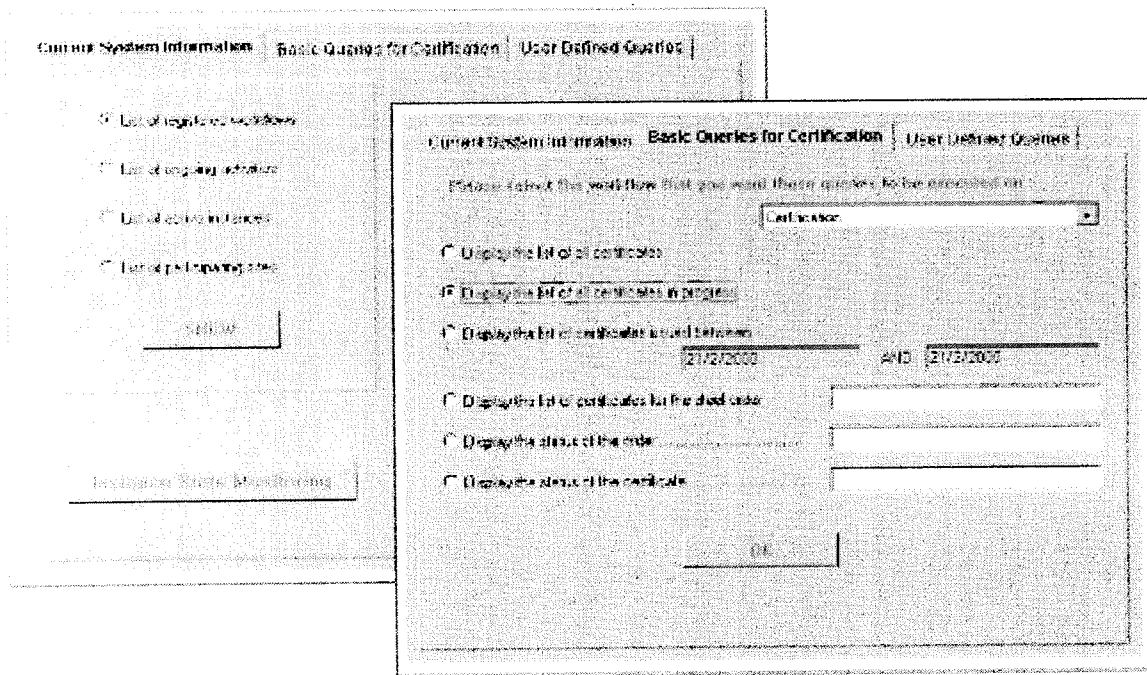 Current System Information Basic Queries for Certification User Defined Queries
List of registered workflows
List of ongoing activities
List of active instances
List of participating sites
SHOW
Monitoring
Current System Information Basic Queries for Certification User Defined Queries
Please select the workflow that you want these queries to be executed on :
Certification
Display the list of all certificates
Display the list of all certificates in progress
Display the list of certificates issued between
21/2/2000 AND 21/2/2000
Display the list of certificates for the steel order
Display the status of the order
Display the status of the certificate
OK